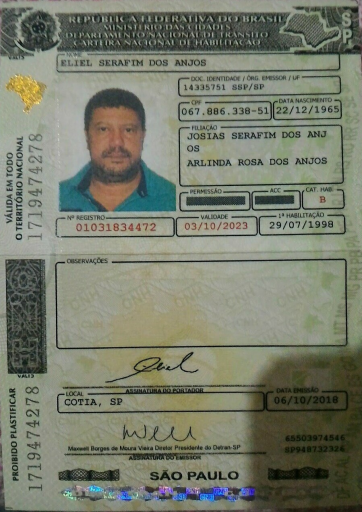 REPÚBLICA FEDERATIVA DO BRASIL
MINISTÉRIO DAS CIDADES
DEPARTAMENTO NACIONAL DE TRÂNSITO
CARTEIRA NACIONAL DE HABILITAÇÃO
SP
NOME
ELIEL SERAFIM DOS ANJOS
DOC. IDENTIDADE / ÓRG. EMISSOR / UF
14335751 SSP/SP
CPF
067.886.338-51
DATA NASCIMENTO
22/12/1965
FILIAÇÃO
JOSIAS SERAFIM DOS ANJ
OS
ARLINDA ROSA DOS ANJOS
PERMISSÃO
ACC
CAT. HAB.
B
Nº REGISTRO
01031834472
VALIDADE
03/10/2023
1ª HABILITAÇÃO
29/07/1998
VÁLIDA EM TODO
O TERRITÓRIO NACIONAL
1719474278
OBSERVAÇÕES
ASSINATURA DO PORTADOR
LOCAL
COTIA, SP
DATA EMISSÃO
06/10/2018
Maxwell Borges de Moura Vieira Diretor Presidente do Detran-SP
ASSINATURA DO EMISSOR
65503974546
SP948732326
PROIBIDO PLASTIFICAR
1719474278
SÃO PAULO